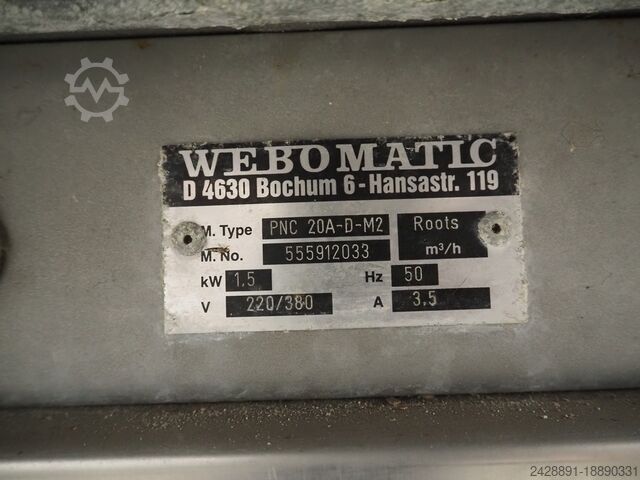 WEBOMATIC
D 4630 Bochum 6-Hansastr. 119
M. Type PNC 20A-D-M2 Roots
M. No. 555912033 m³/h
kW 1.5 Hz 50
V 220/380 A 3,5
2428891-18890331